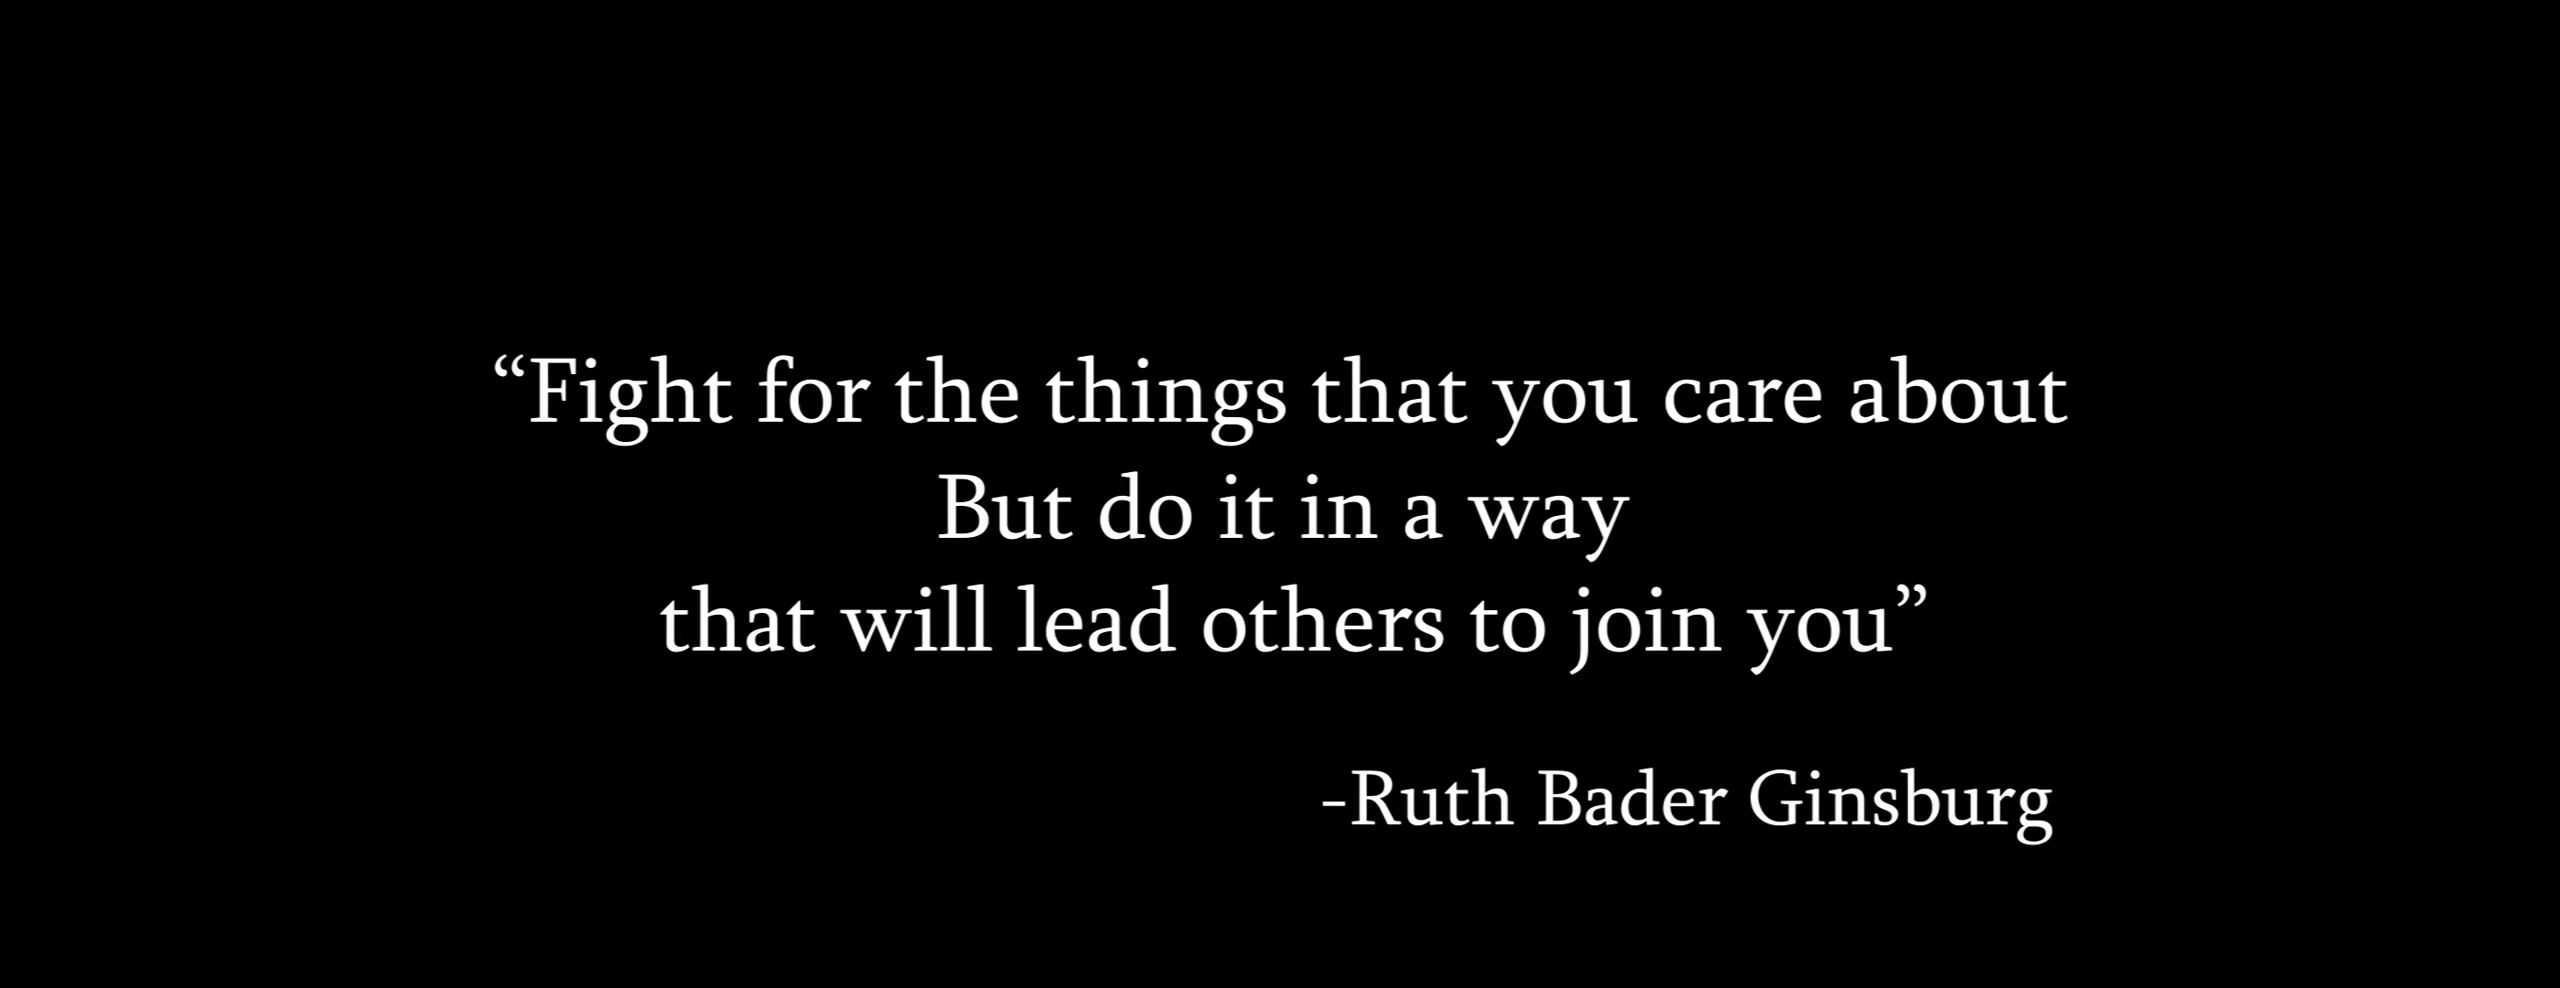 “Fight for the things that you care about
But do it in a way
that will lead others to join you”
-Ruth Bader Ginsburg